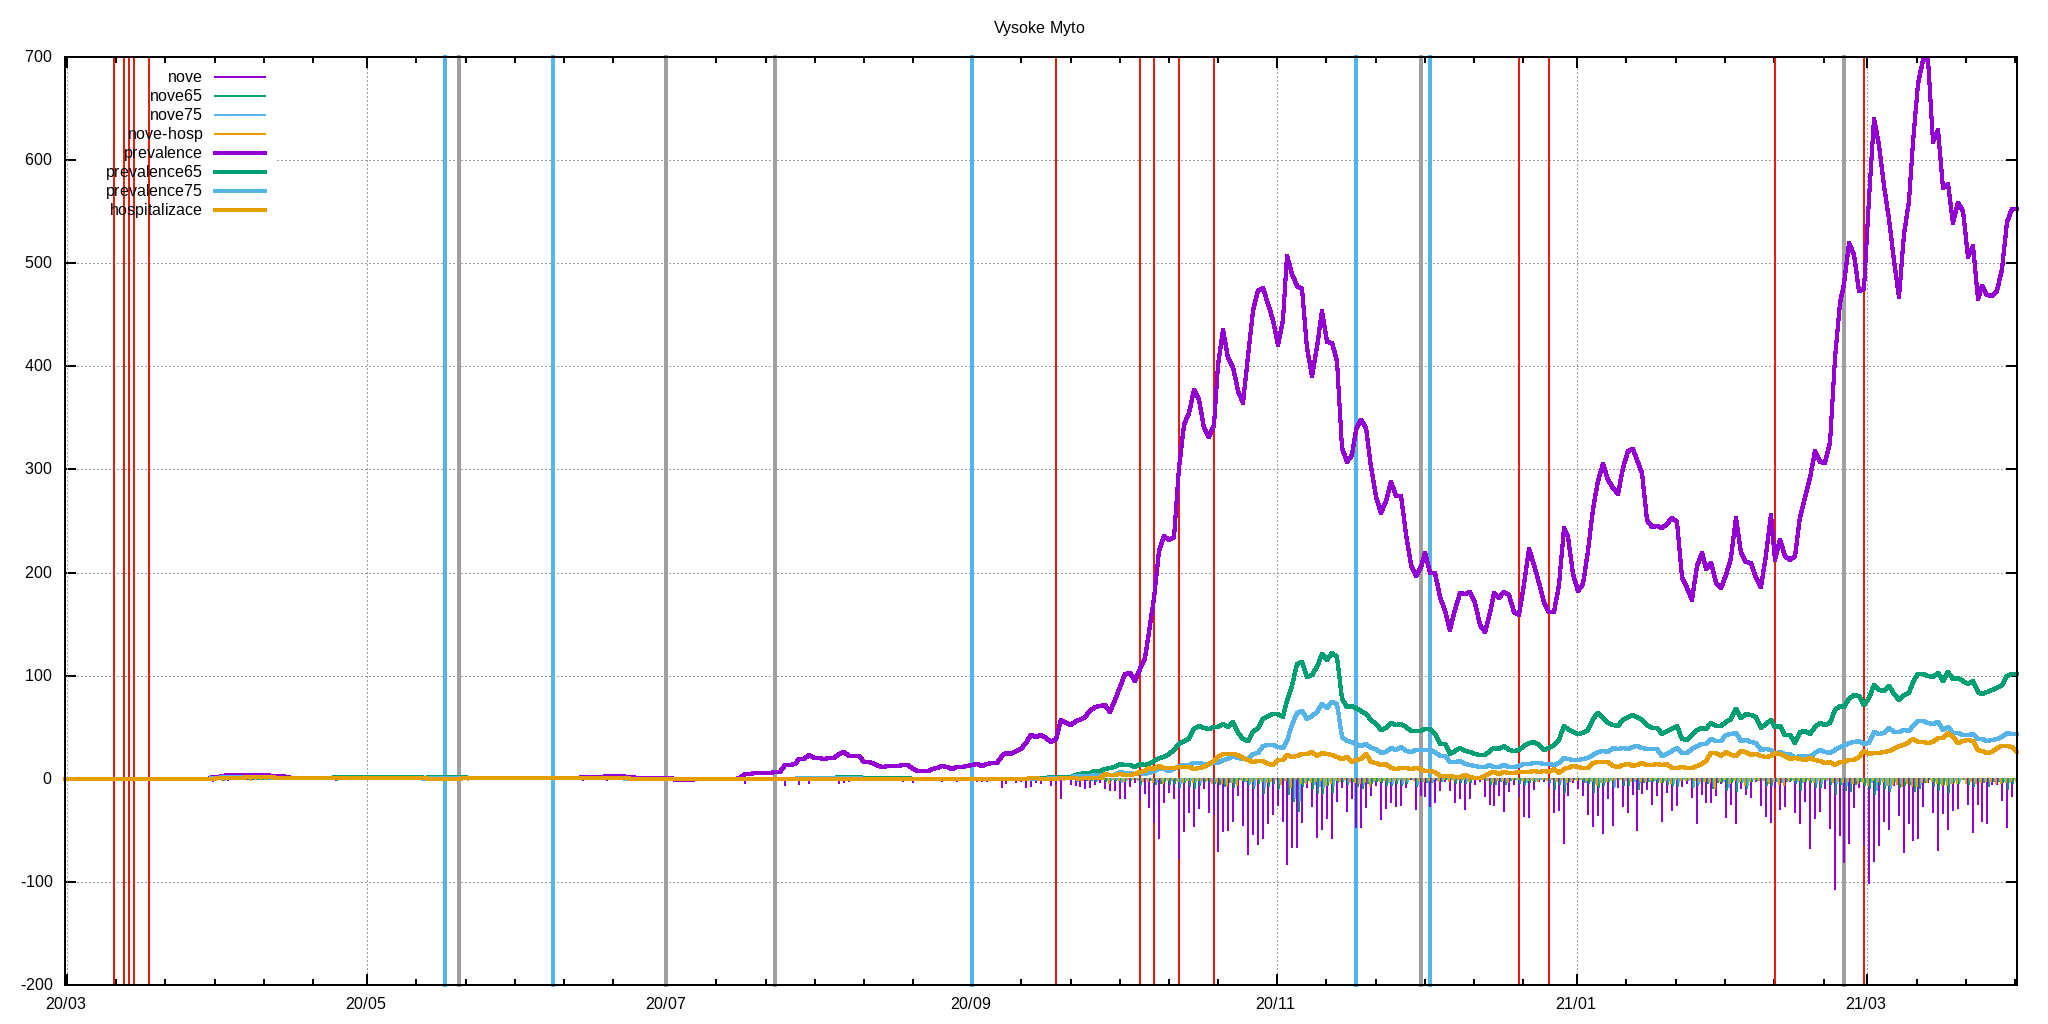 Vysoke Myto
700
600
500
400
300
200
100
0
-100
-200
nove
nove65
nove75
nove-hosp
prevalence
prevalence65
prevalence75
hospitalizace
20/03 20/05 20/07 20/09 20/11 21/01 21/03